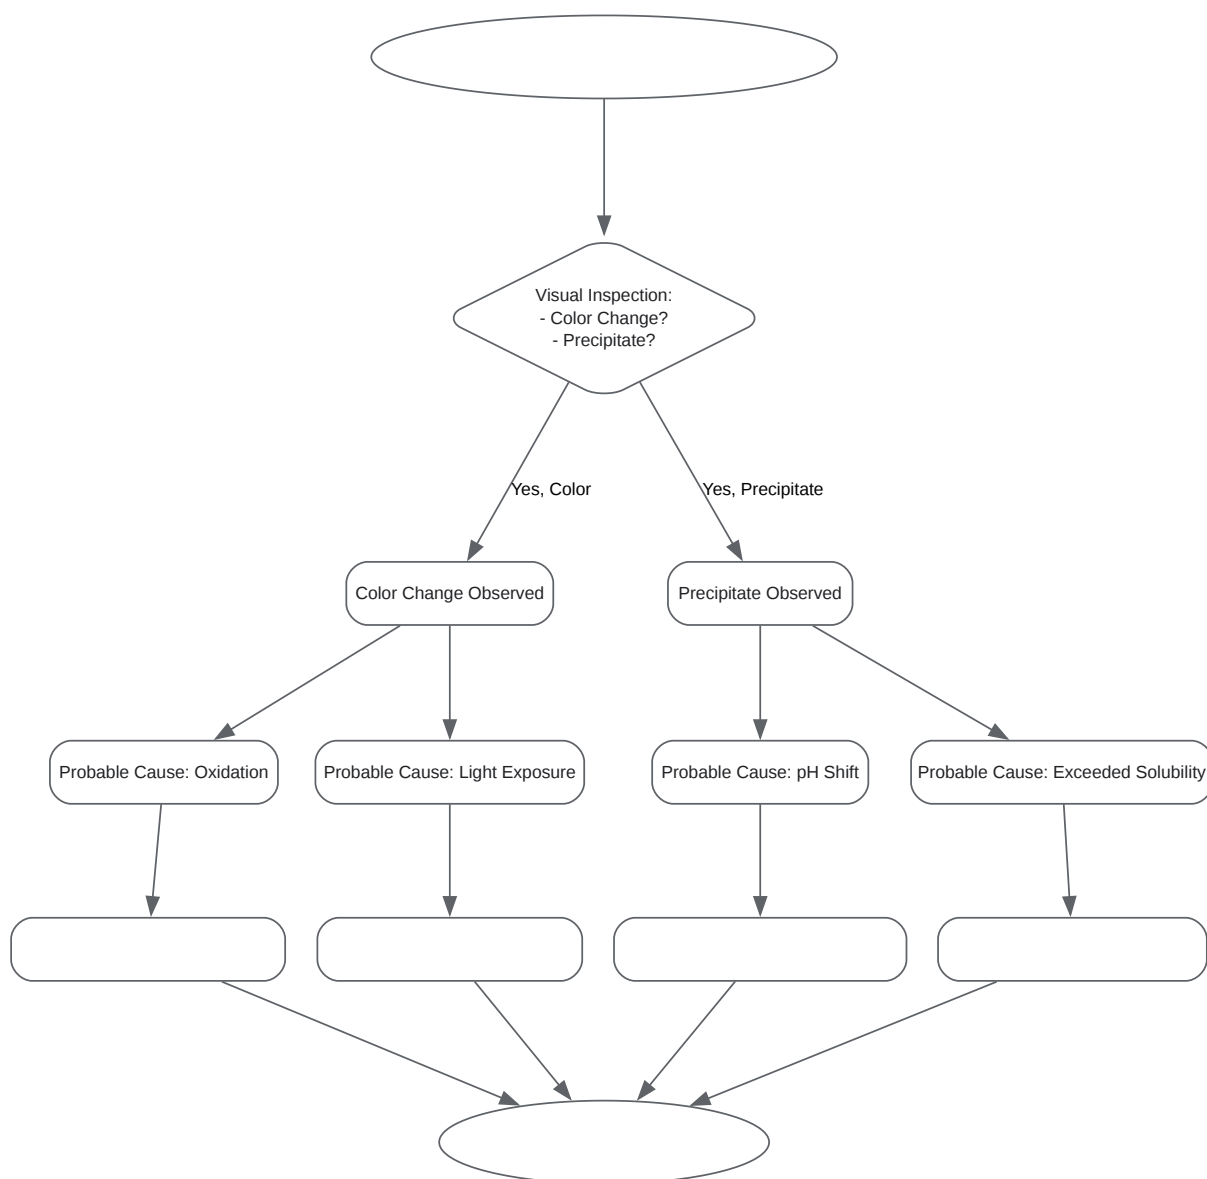 Visual Inspection:
- Color Change?
- Precipitate?
Yes, Color
Yes, Precipitate
Color Change Observed
Precipitate Observed
Probable Cause: Oxidation
Probable Cause: Light Exposure
Probable Cause: pH Shift
Probable Cause: Exceeded Solubility